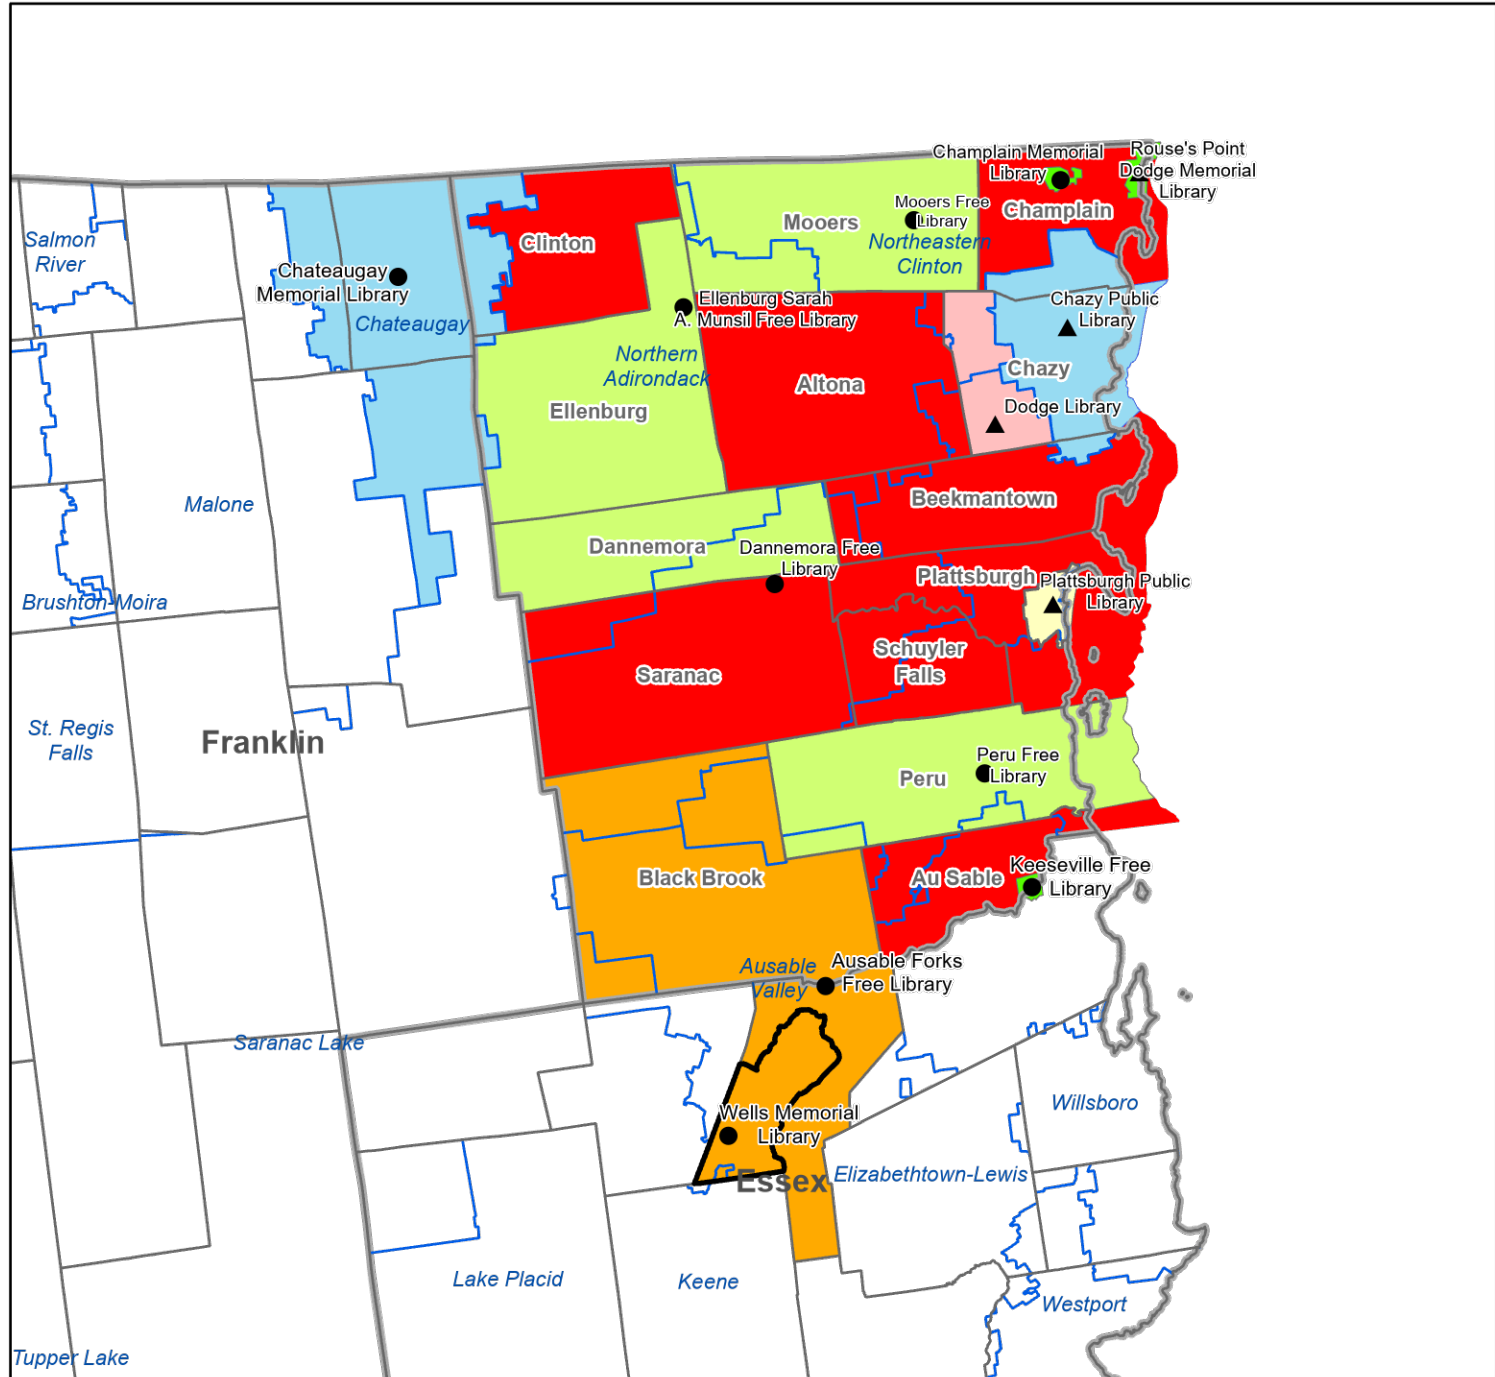 Champlain Memorial
Library
Rouse's Point
Dodge Memorial
Library
Mooers Free
Library
Mooers
Champlain
Salmon
River
Clinton
Northeastern
Clinton
Chateaugay
Memorial Library
Chateaugay
Ellenburg Sarah
A. Munsil Free Library
Chazy Public
Library
Northern
Adirondack
Chazy
Altona
Ellenburg
Dodge Library
Malone
Beekmantown
Dannemora
Dannemora Free
Library
Plattsburgh
Plattsburgh Public
Library
Brushton-Moira
Schuyler
Falls
Saranac
St. Regis
Falls
Franklin
Peru Free
Library
Peru
Black Brook
Au Sable
Keeseville Free
Library
Ausable
Valley
Ausable Forks
Free Library
Saranac Lake
Wells Memorial
Library
Willsboro
Essex
Elizabethtown-Lewis
Lake Placid
Keene
Westport
Tupper Lake